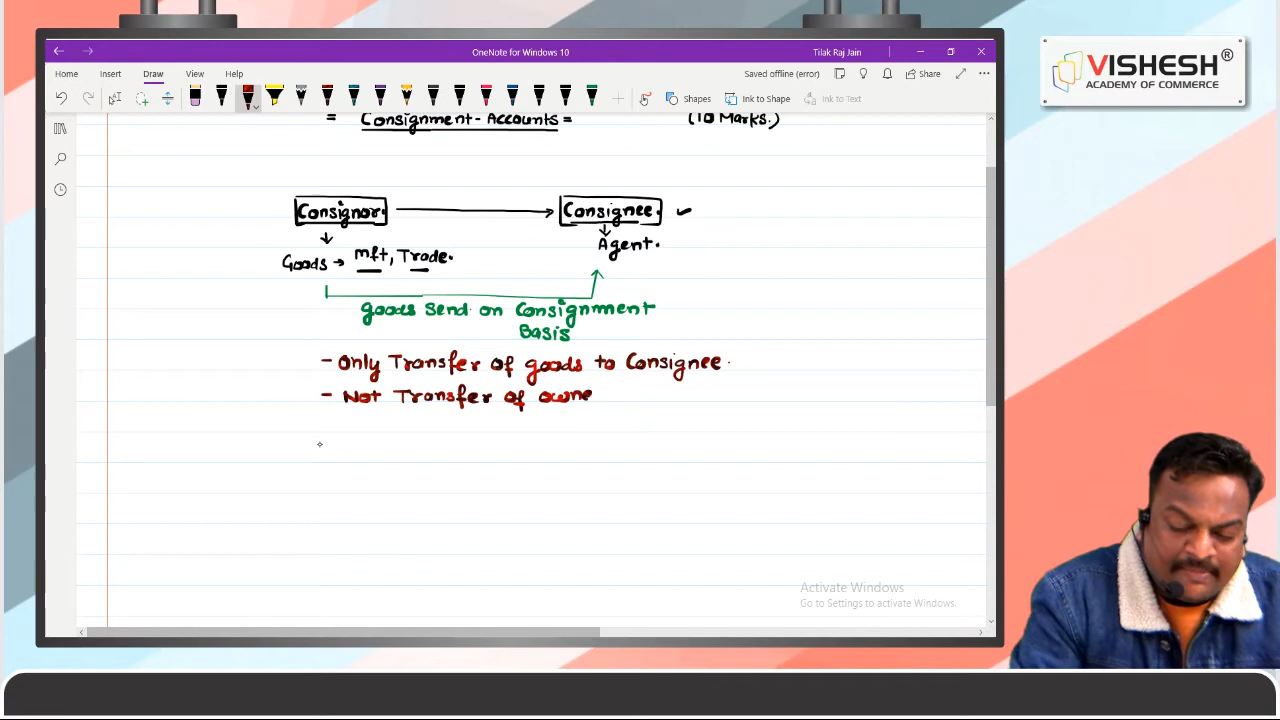 OneNote for Windows 10
Tilak Raj Jain
Home Insert Draw View Help
Saved offline (error)
Share
Shapes
Ink to Shape
Ink to Text
VISHESH®
ACADEMY OF COMMERCE
= Consignment - Accounts = (10 Marks.)
Consignor. → Consignee. ✓
↓ ↓
Agent.
Goods → mft, Trade.
goods send on Consignment
Basis
- Only Transfer of goods to Consignee.
- Not Transfer of owne
Activate Windows
Go to Settings to activate Windows.